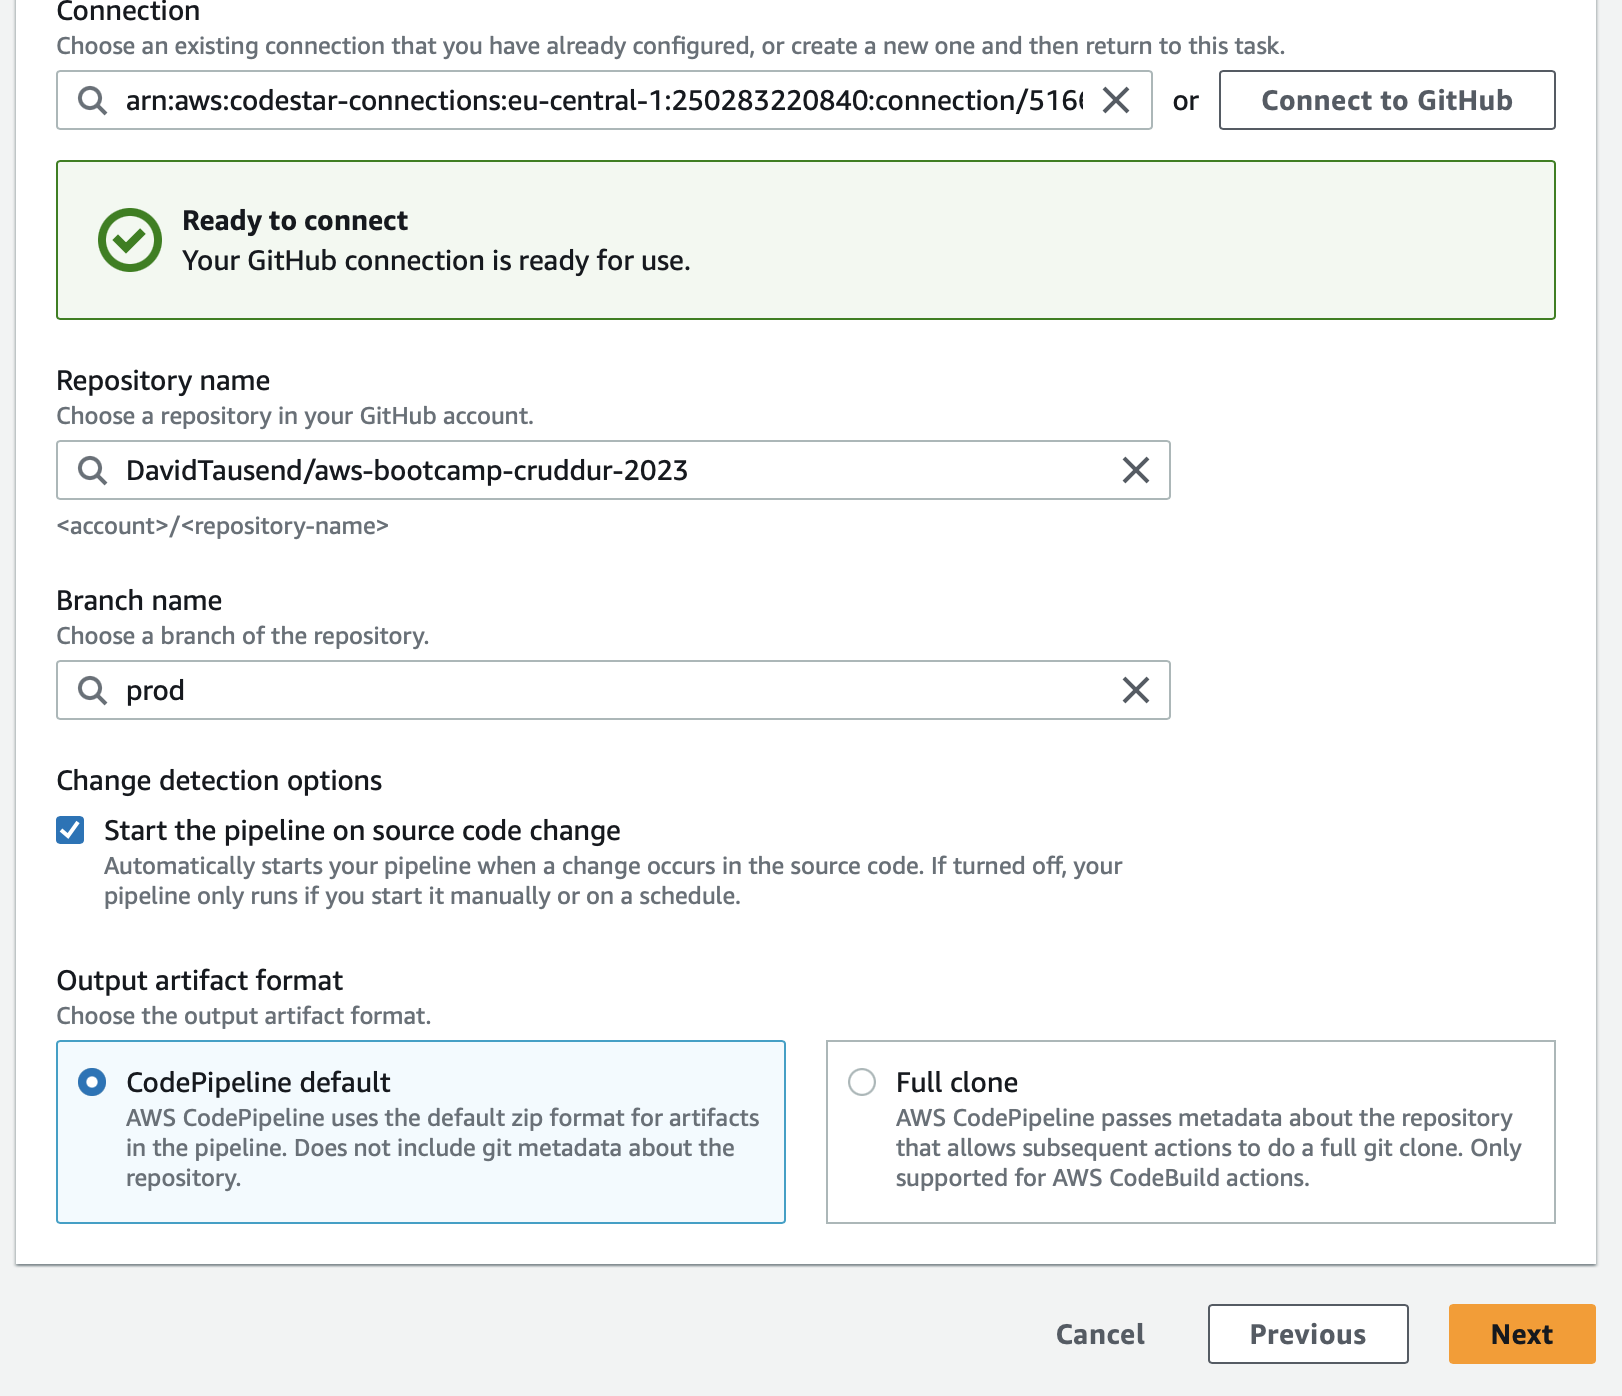 Connection
Choose an existing connection that you have already configured, or create a new one and then return to this task.
arn:aws:codestar-connections:eu-central-1:250283220840:connection/516
or
Connect to GitHub
Ready to connect
Your GitHub connection is ready for use.
Repository name
Choose a repository in your GitHub account.
DavidTausend/aws-bootcamp-cruddur-2023
<account>/<repository-name>
Branch name
Choose a branch of the repository.
prod
Change detection options
Start the pipeline on source code change
Automatically starts your pipeline when a change occurs in the source code. If turned off, your
pipeline only runs if you start it manually or on a schedule.
Output artifact format
Choose the output artifact format.
CodePipeline default
AWS CodePipeline uses the default zip format for artifacts
in the pipeline. Does not include git metadata about the
repository.
Full clone
AWS CodePipeline passes metadata about the repository
that allows subsequent actions to do a full git clone. Only
supported for AWS CodeBuild actions.
Cancel
Previous
Next